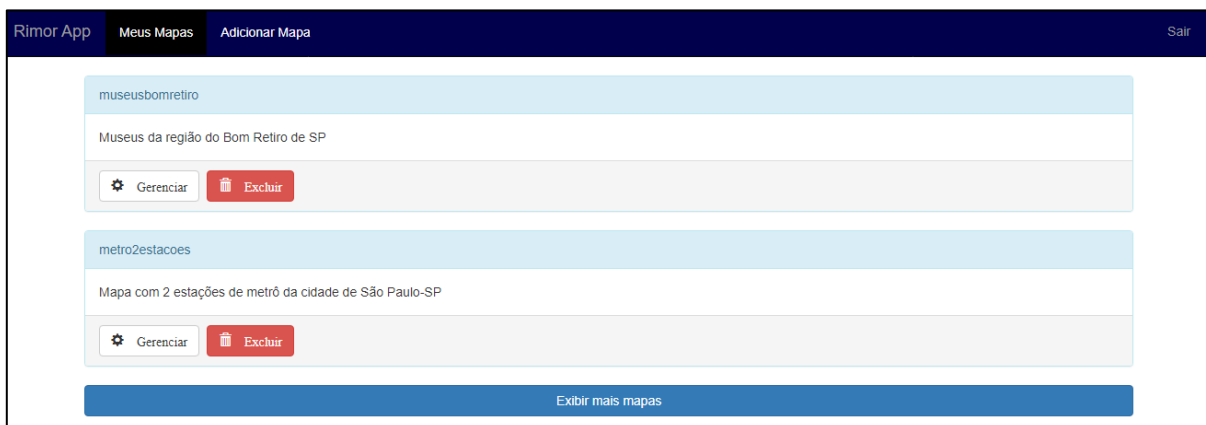 Rimor App Meus Mapas Adicionar Mapa Sair
museusbomretiro
Museus da região do Bom Retiro de SP
Gerenciar Excluir
metro2estacoes
Mapa com 2 estações de metrô da cidade de São Paulo-SP
Gerenciar Excluir
Exibir mais mapas